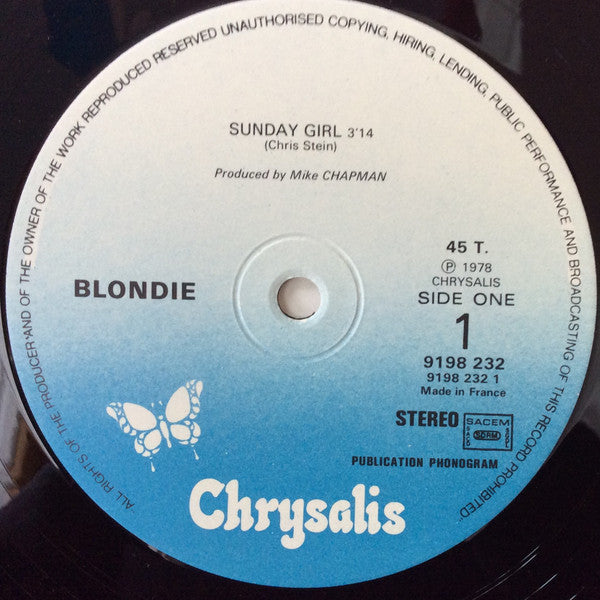 ALL RIGHTS OF THE PRODUCER AND OF THE OWNER OF THE WORK REPRODUCED RESERVED UNAUTHORISED COPYING, HIRING, LENDING, PUBLIC PERFORMANCE AND BROADCASTING OF THIS RECORD PROHIBITED
SUNDAY GIRL 3'14
(Chris Stein)
Produced by Mike CHAPMAN
BLONDIE
45 T.
Ⓟ 1978
CHRYSALIS
SIDE ONE
1
9198 232
9198 232 1
Made in France
STEREO
SACEM
SDRM
PUBLICATION PHONOGRAM
Chrysalis